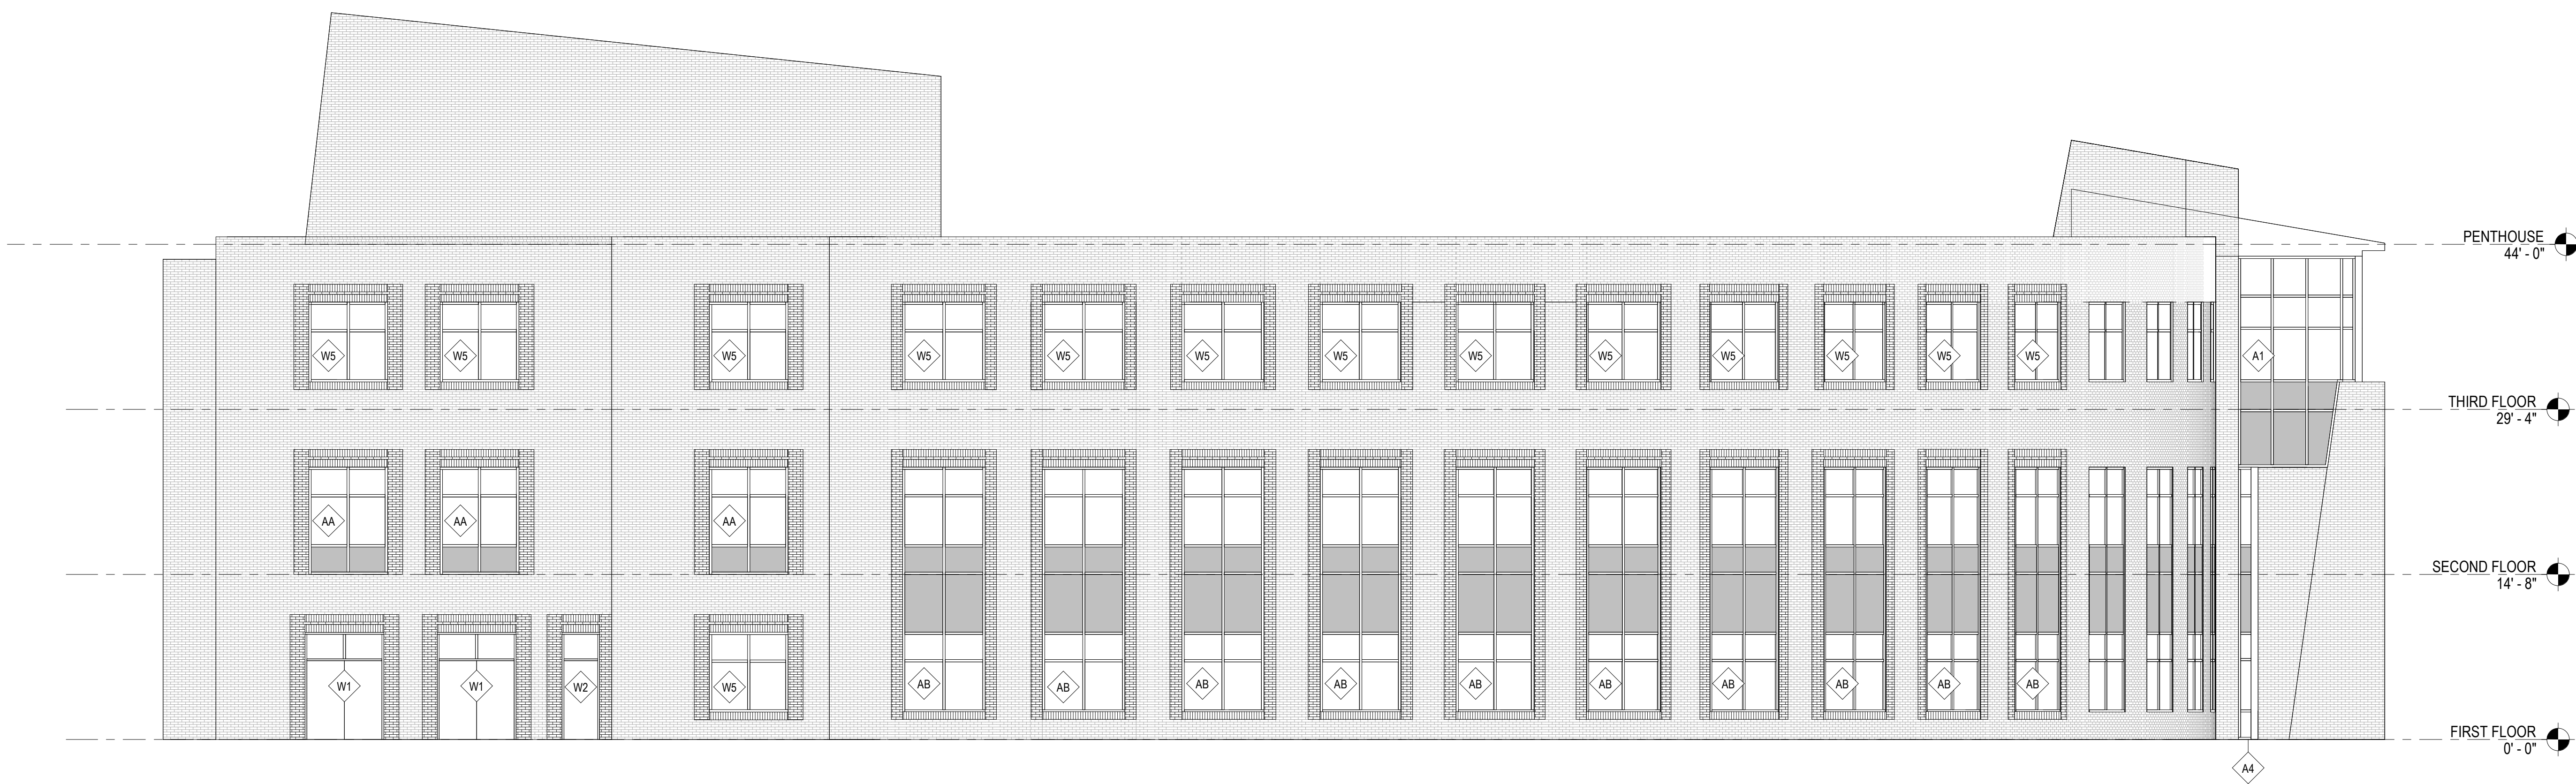 PENTHOUSE
44' - 0"
W5 W5 W5 W5 W5 W5 W5 W5 W5 W5 W5 W5 W5 A1
THIRD FLOOR
29' - 4"
AA AA AA
SECOND FLOOR
14' - 8"
W1 W1 W2 W5 AB AB AB AB AB AB AB AB AB AB
FIRST FLOOR
0' - 0"
A4